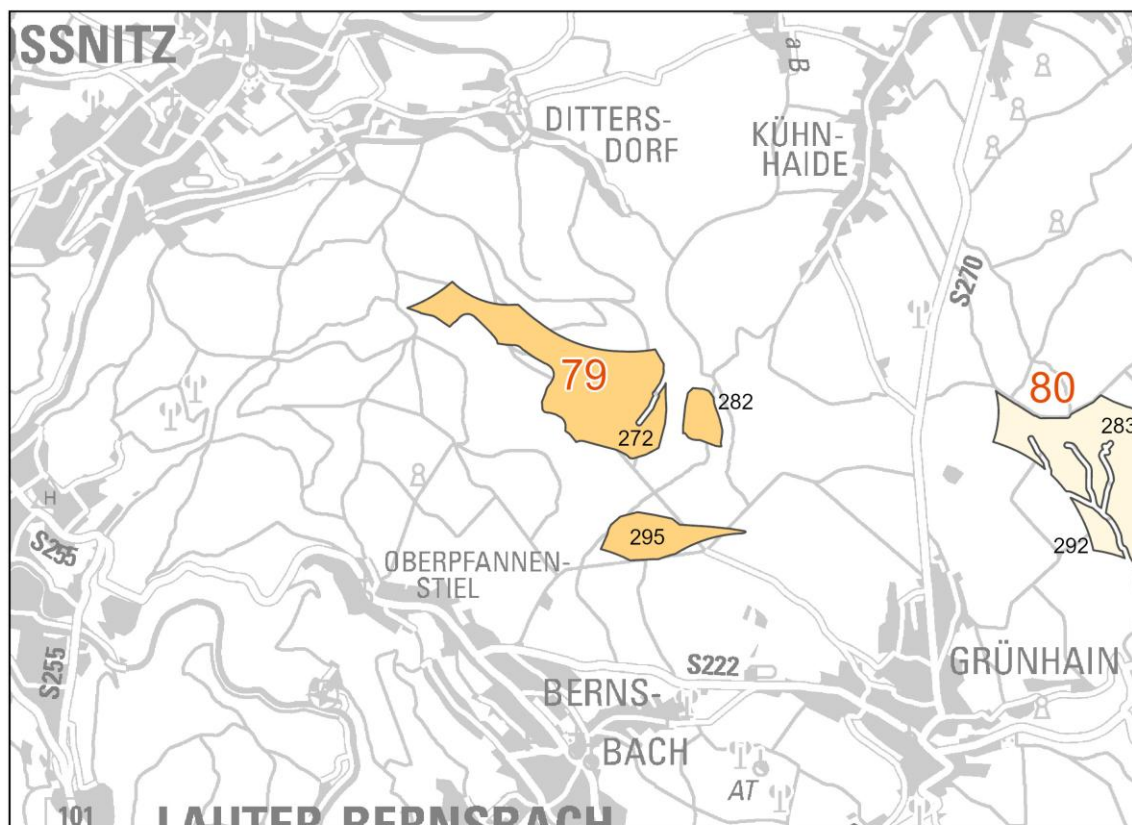 OSSNITZ
a B
DITTERS-
DORF
KÜHN-
HAIDE
S270
79
80
282
272
283
295
292
H
S255
OBERPFANNEN-
STIEL
S255
S222
GRÜNHAIN
BERNS-
BACH
AT
101
LAUTER-BERNSBACH